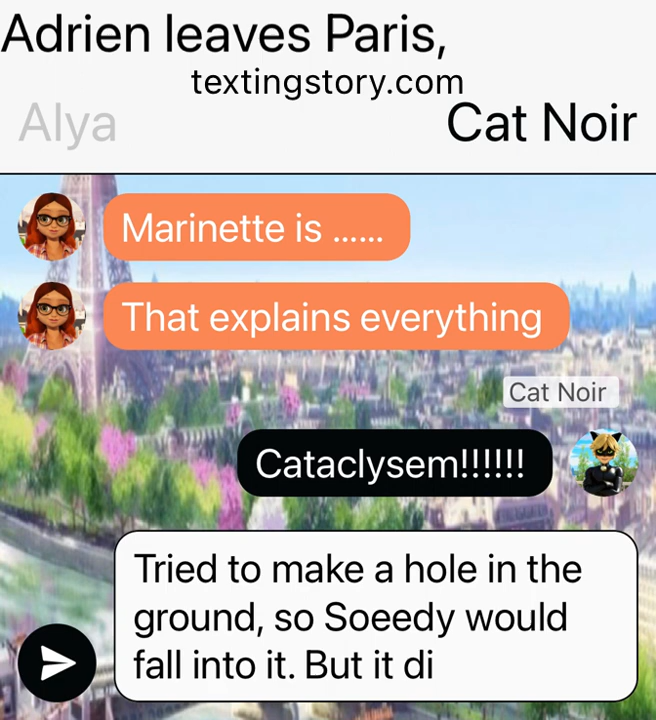 Adrien leaves Paris,
textingstory.com
Alya
Cat Noir
Marinette is ......
That explains everything
Cat Noir
Cataclysem!!!!!!
Tried to make a hole in the
ground, so Soeedy would
fall into it. But it di